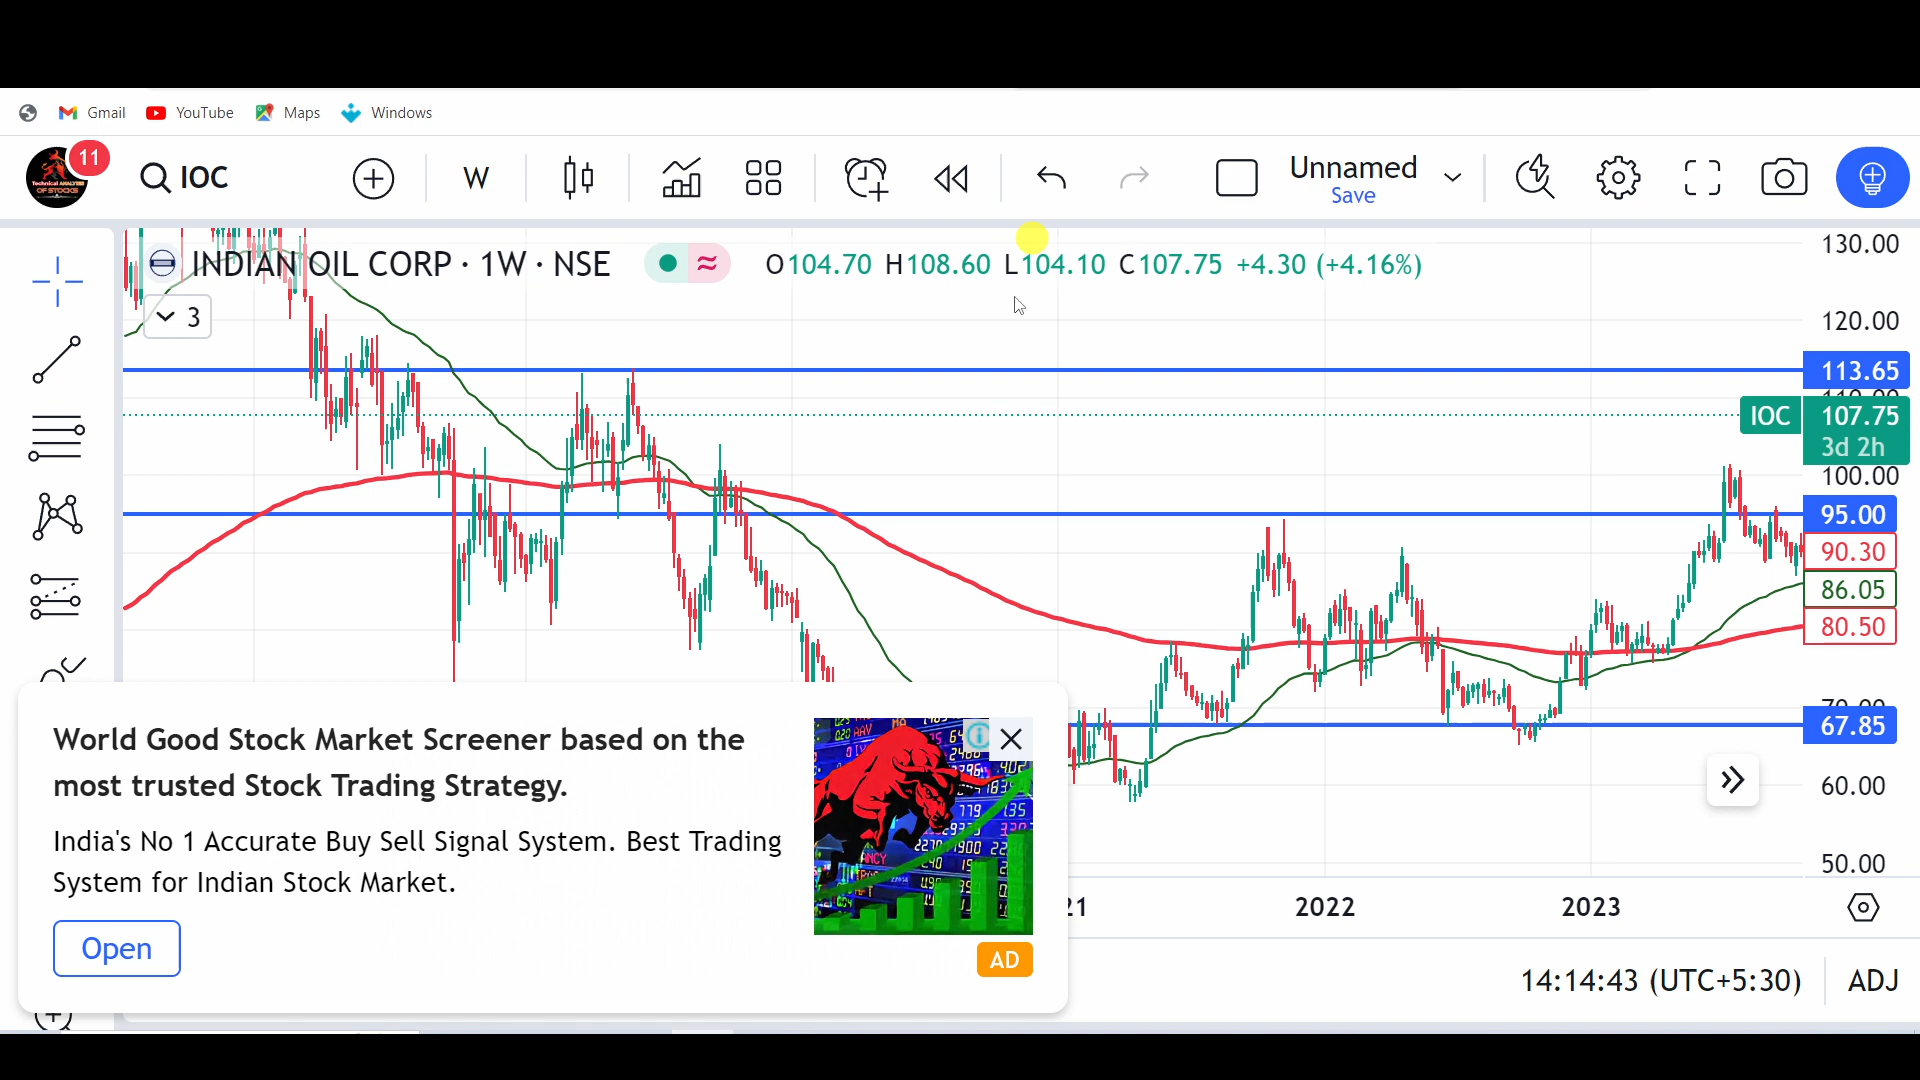 Gmail YouTube Maps Windows
11 IOC W Unnamed
Save
INDIAN OIL CORP · 1W · NSE O104.70 H108.60 L104.10 C107.75 +4.30 (+4.16%)
3
130.00
120.00
113.65
IOC 107.75
3d 2h
100.00
95.00
90.30
86.05
80.50
67.85
60.00
50.00
World Good Stock Market Screener based on the
most trusted Stock Trading Strategy.
India's No 1 Accurate Buy Sell Signal System. Best Trading
System for Indian Stock Market.
Open
AD
21 2022 2023
14:14:43 (UTC+5:30) ADJ